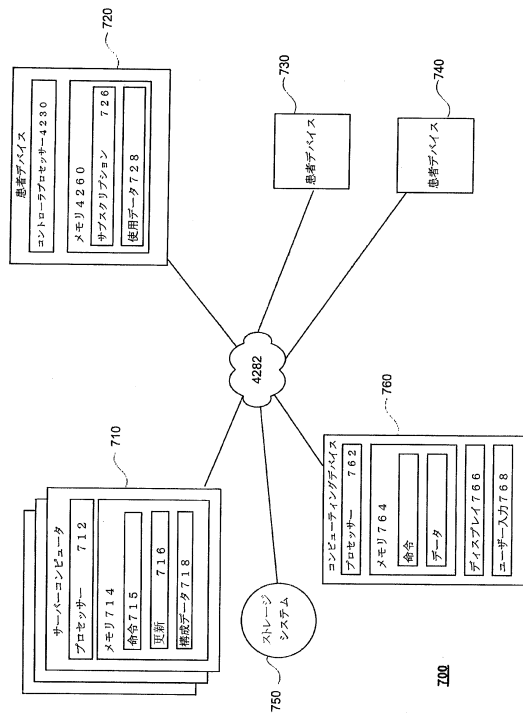 サーバーコンピュータ
プロセッサー 712
メモリ714
命令715
更新 716
構成データ718
710
患者デバイス
コントローラプロセッサー4230
メモリ4260
サブスクリプション 726
使用データ728
720
患者デバイス
730
患者デバイス
740
4282
ストレージ
システム
750
コンピューティングデバイス
プロセッサー 762
メモリ764
命令
データ
ディスプレイ766
ユーザー入力768
760
700